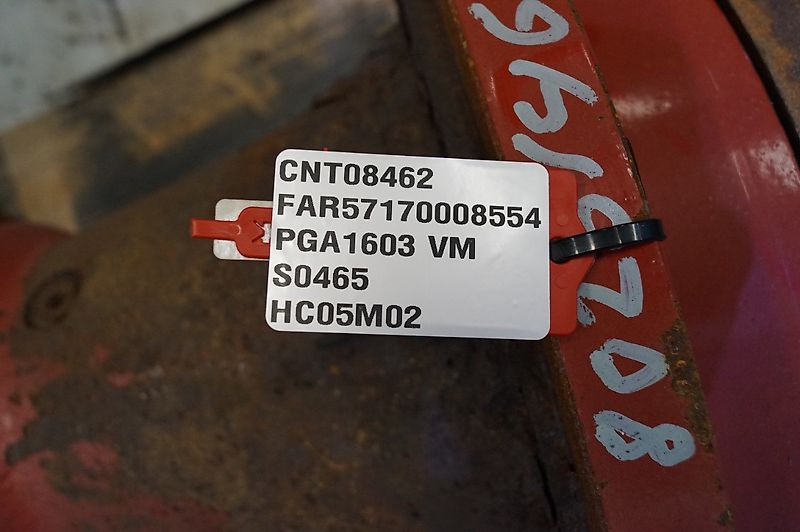 CNT08462
FAR57170008554
PGA1603 VM
S0465
HC05M02